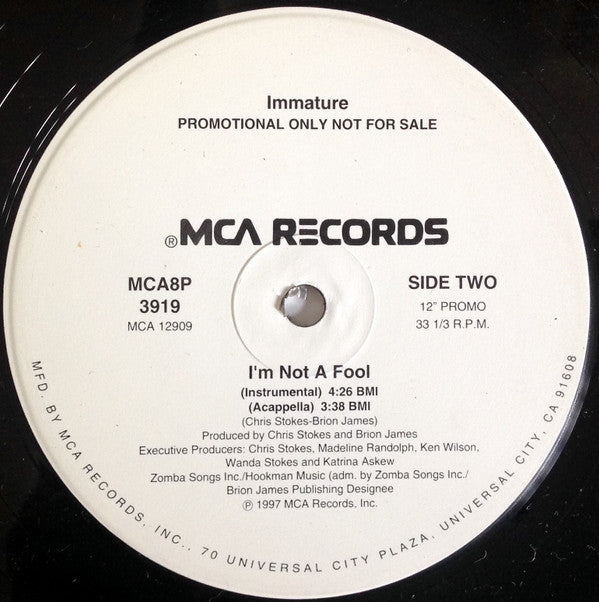 Immature
PROMOTIONAL ONLY NOT FOR SALE
®MCA RECORDS
MCA8P
3919
MCA 12909
SIDE TWO
12" PROMO
33 1/3 R.P.M.
I'm Not A Fool
(Instrumental) 4:26 BMI
(Acappella) 3:38 BMI
(Chris Stokes-Brion James)
Produced by Chris Stokes and Brion James
Executive Producers: Chris Stokes, Madeline Randolph, Ken Wilson,
Wanda Stokes and Katrina Askew
Zomba Songs Inc./Hookman Music (adm. by Zomba Songs Inc./
Brion James Publishing Designee
℗ 1997 MCA Records, Inc.
MFD. BY MCA RECORDS, INC., 70 UNIVERSAL CITY PLAZA, UNIVERSAL CITY, CA 91608